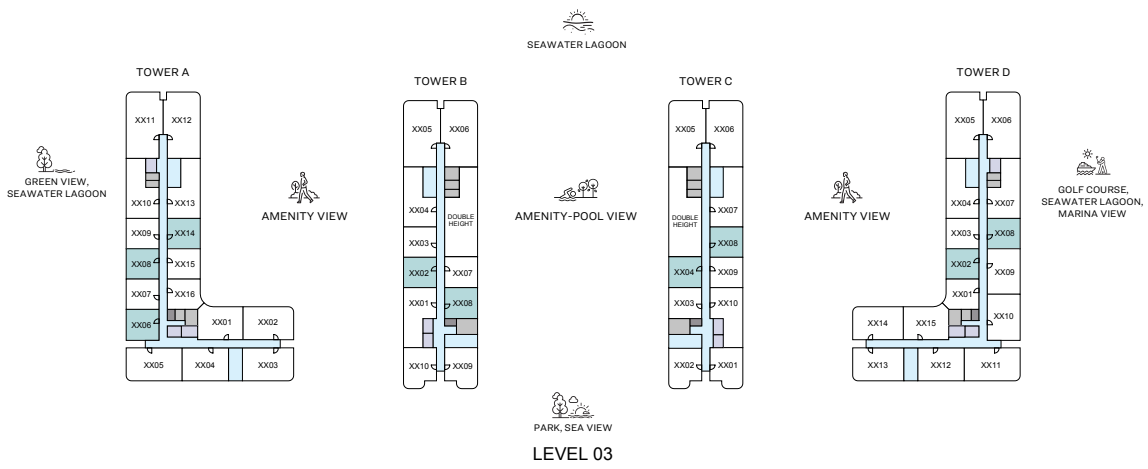 SEAWATER LAGOON
TOWER A
TOWER B
TOWER C
TOWER D
XX11
XX12
XX10
XX13
XX09
XX14
XX08
XX15
XX07
XX16
XX06
XX01
XX02
XX05
XX04
XX03
XX05
XX06
XX04
DOUBLE
HEIGHT
XX03
XX02
XX07
XX01
XX08
XX10
XX09
XX05
XX06
XX07
DOUBLE
HEIGHT
XX08
XX04
XX09
XX03
XX10
XX02
XX01
XX05
XX06
XX04
XX07
XX03
XX08
XX02
XX09
XX01
XX10
XX14
XX15
XX13
XX12
XX11
GREEN VIEW,
SEAWATER LAGOON
AMENITY VIEW
AMENITY-POOL VIEW
AMENITY VIEW
GOLF COURSE,
SEAWATER LAGOON,
MARINA VIEW
PARK, SEA VIEW
LEVEL 03